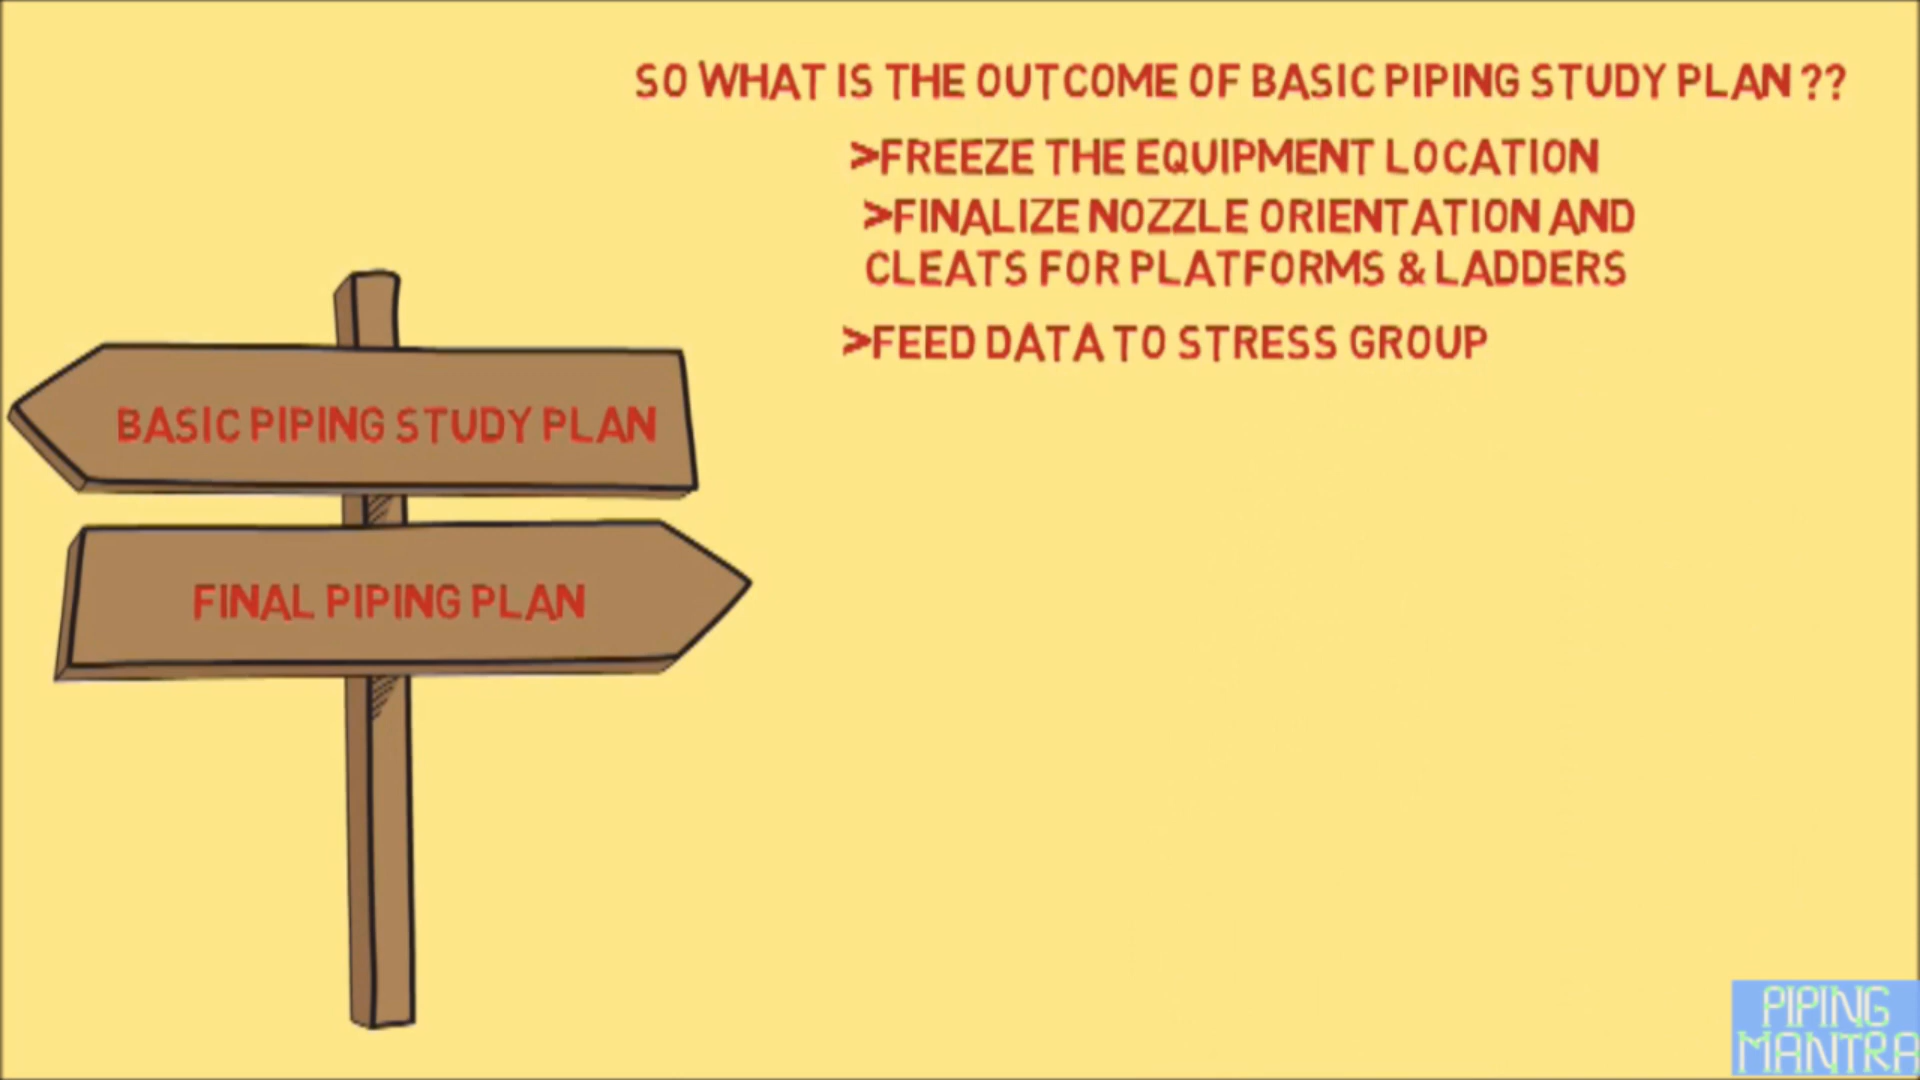 SO WHAT IS THE OUTCOME OF BASIC PIPING STUDY PLAN ??
>FREEZE THE EQUIPMENT LOCATION
>FINALIZE NOZZLE ORIENTATION AND
CLEATS FOR PLATFORMS & LADDERS
>FEED DATA TO STRESS GROUP
BASIC PIPING STUDY PLAN
FINAL PIPING PLAN
PIPING
MANTRA